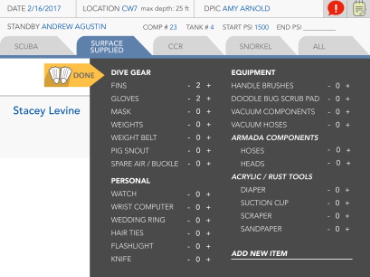 DATE 2/16/2017 LOCATION CW7 max depth: 25 ft DPIC AMY ARNOLD
STANDBY ANDREW AGUSTIN COMP # 23 TANK # 4 START PSI 1500 END PSI ________
SCUBA SURFACE SUPPLIED CCR SNORKEL ALL
DONE
Stacey Levine
DIVE GEAR
FINS - 2 +
GLOVES - 2 +
MASK - 0 +
WEIGHTS - 0 +
WEIGHT BELT - 0 +
PIG SNOUT - 0 +
SPARE AIR / BUCKLE - 0 +
PERSONAL
WATCH - 0 +
WRIST COMPUTER - 0 +
WEDDING RING - 0 +
HAIR TIES - 0 +
FLASHLIGHT - 0 +
KNIFE - 0 +
EQUIPMENT
HANDLE BRUSHES - 0 +
DOODLE BUG SCRUB PAD - 0 +
VACUUM COMPONENTS - 0 +
VACUUM HOSES - 0 +
ARMADA COMPONENTS
HOSES - 0 +
HEADS - 0 +
ACRYLIC / RUST TOOLS
DIAPER - 0 +
SUCTION CUP - 0 +
SCRAPER - 0 +
SANDPAPER - 0 +
ADD NEW ITEM